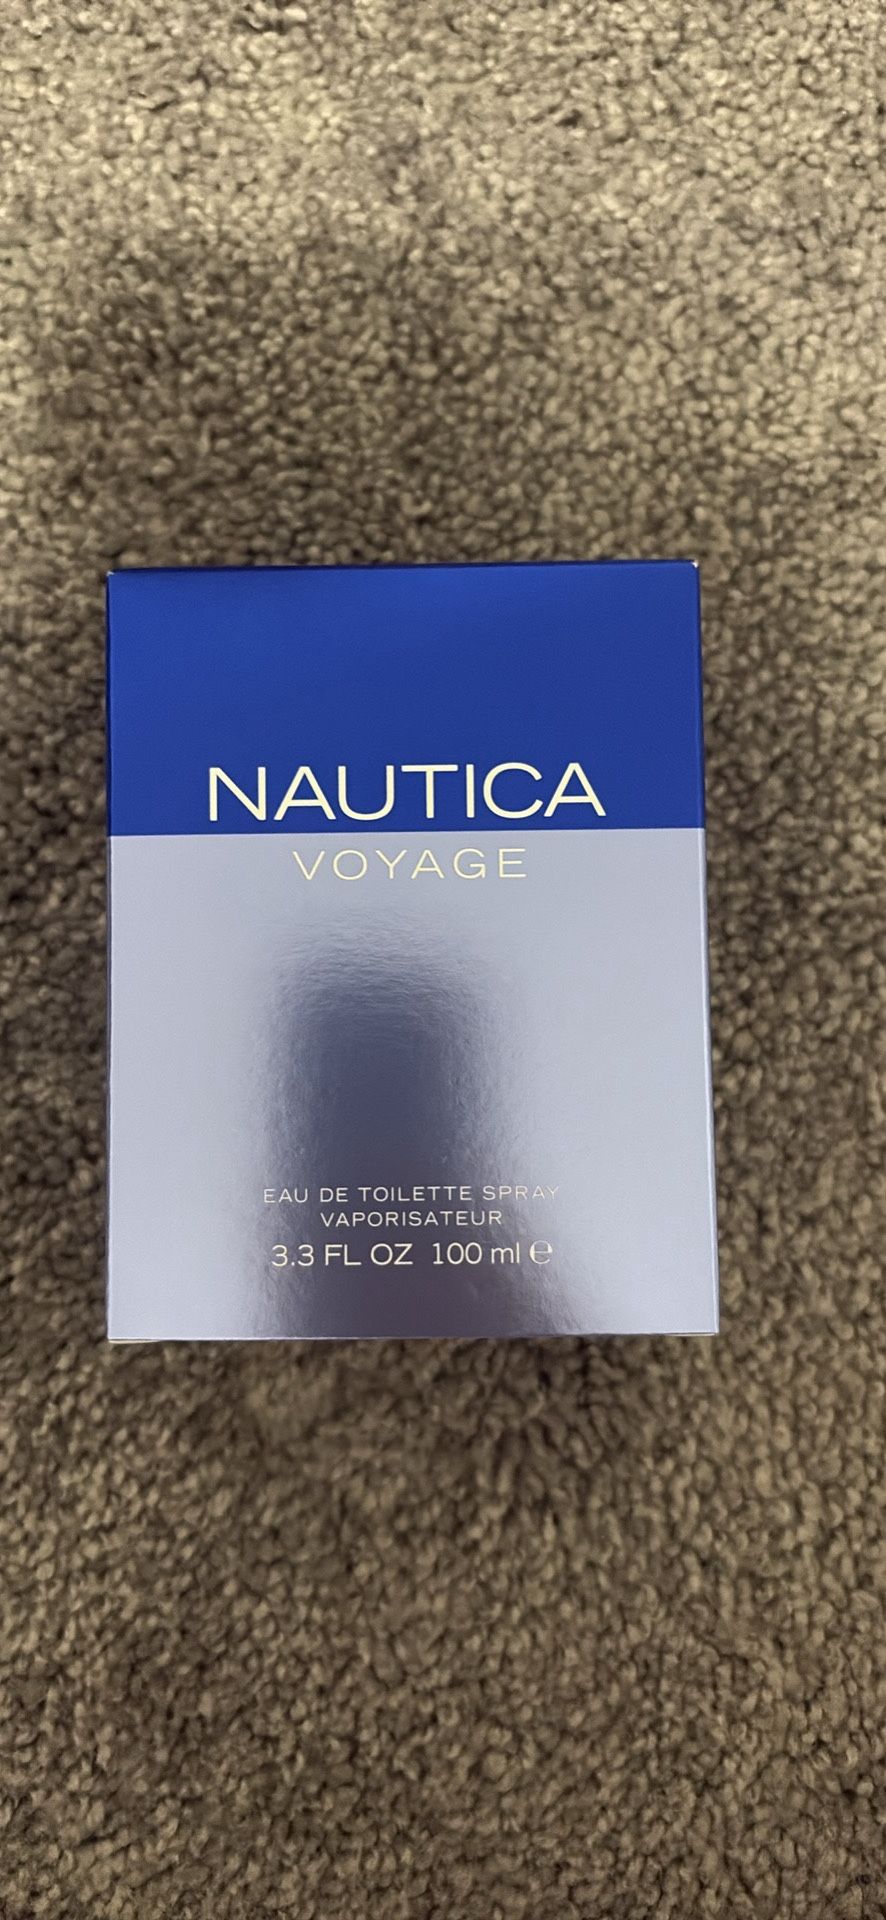 NAUTICA
VOYAGE
EAU DE TOILETTE SPRAY
VAPORISATEUR
3.3 FL OZ 100 ml ℮